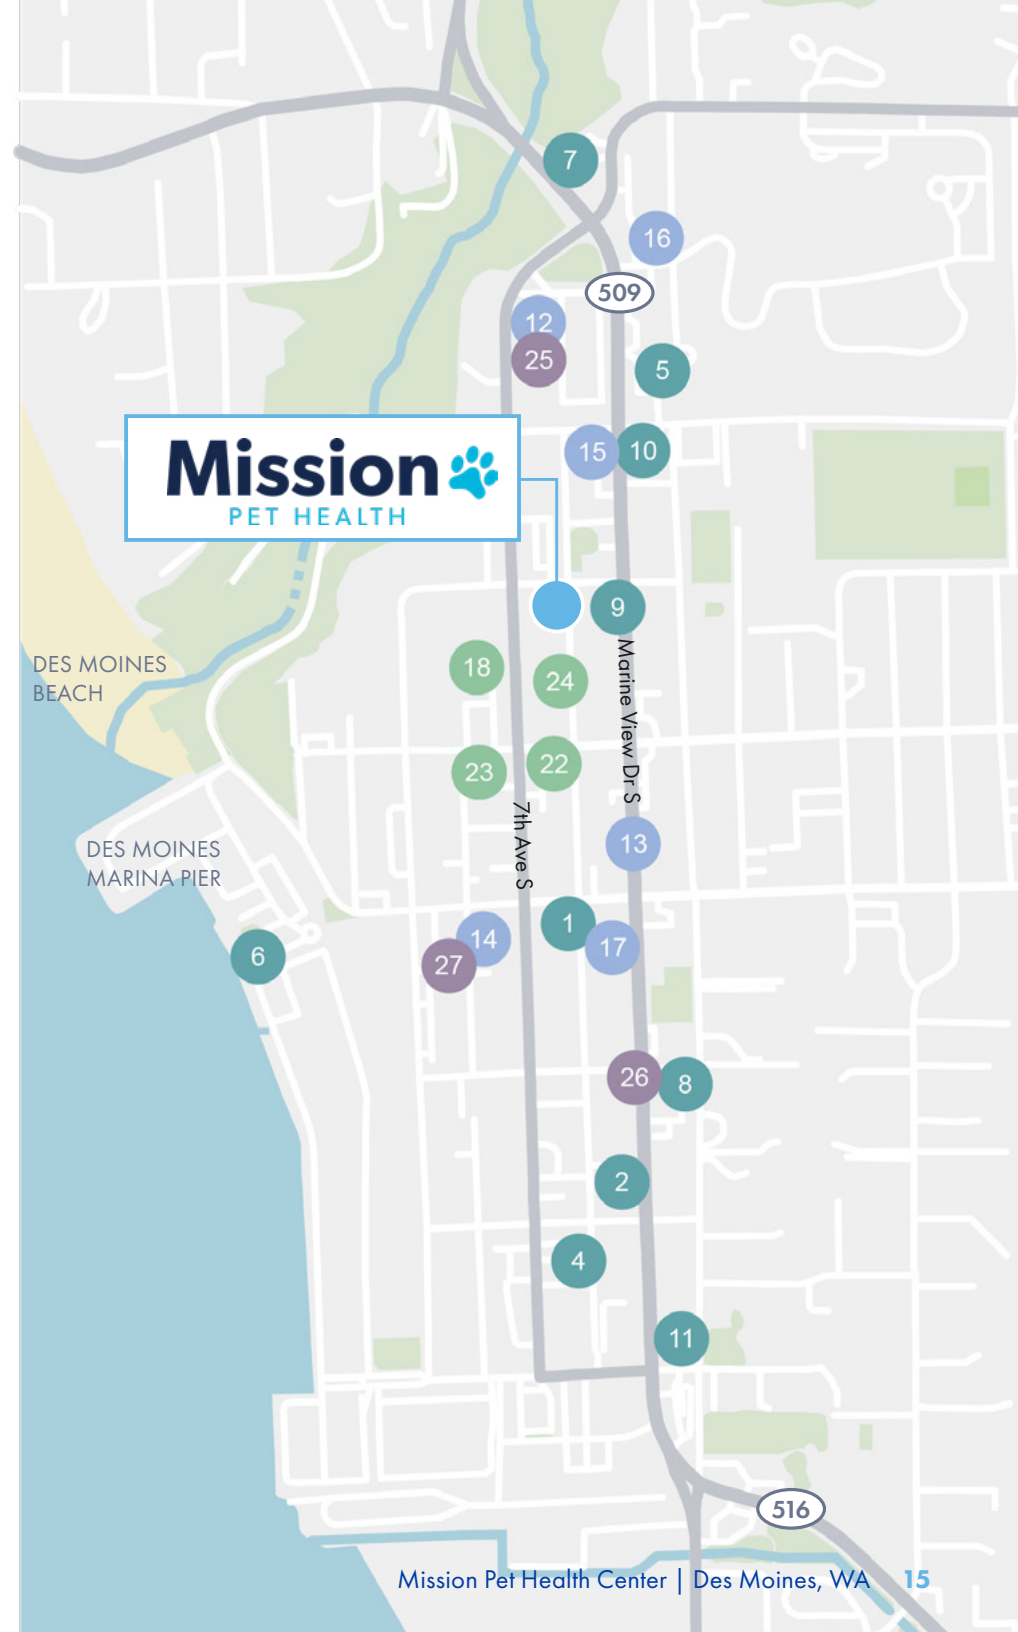 7
16
509
12
25
5
15
10
Mission
PET HEALTH
9
18
24
DES MOINES
BEACH
Marine View Dr S
22
23
7th Ave S
13
DES MOINES
MARINA PIER
1
14
17
6
27
26
8
2
4
11
516
Mission Pet Health Center | Des Moines, WA 15